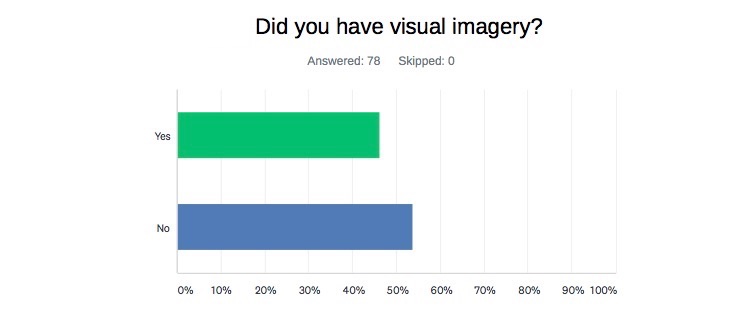 Did you have visual imagery?
Answered: 78 Skipped: 0
Yes
No
0% 10% 20% 30% 40% 50% 60% 70% 80% 90% 100%